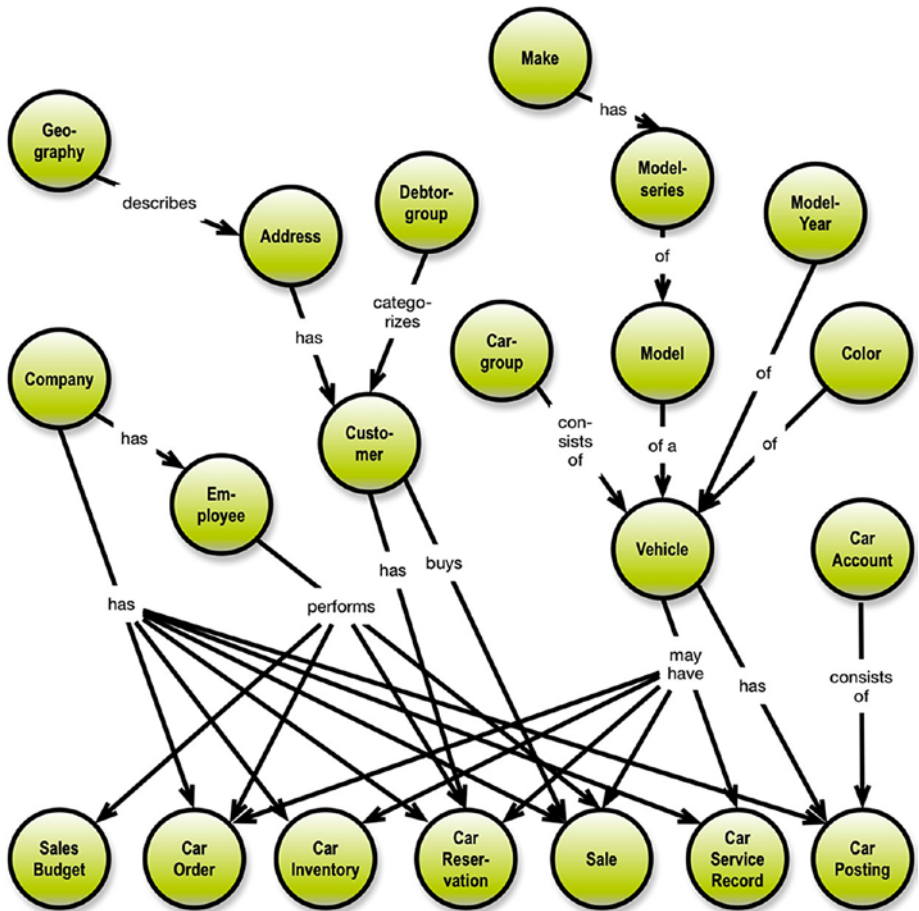 Make
has
Geo-
graphy
Model-
series
Debtor-
group
Model-
Year
describes
Address
of
catego-
rizes
has
Car-
group
Model
Color
Company
of
con-
sists
of
of a
of
has
Custo-
mer
Em-
ployee
Vehicle
Car
Account
has
buys
has
performs
may
have
has
consists
of
Sales
Budget
Car
Order
Car
Inventory
Car
Reser-
vation
Sale
Car
Service
Record
Car
Posting